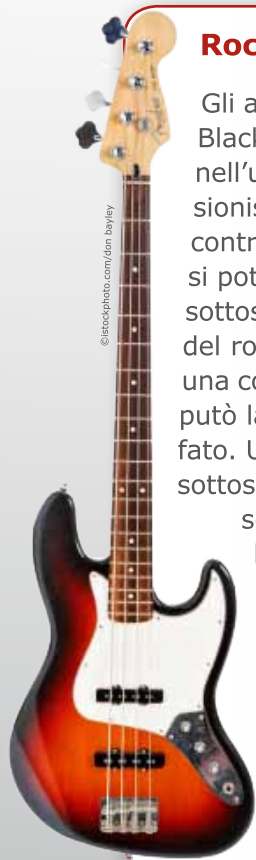 Roc
Gli a
Black
nell'u
sionis
contr
si pot
sottos
del ro
una co
putò la
fato. U
sottos
©istockphoto.com/don bayley
Fender